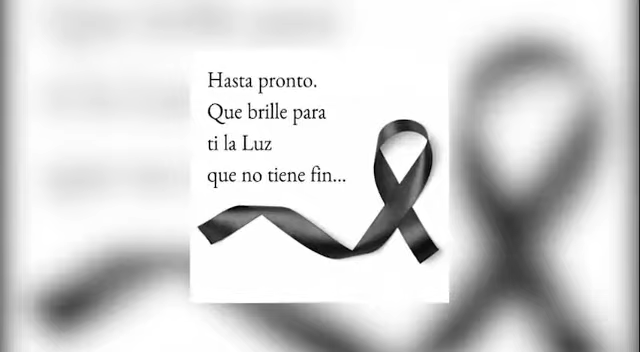 Hasta pronto.
Que brille para
ti la Luz
que no tiene fin...